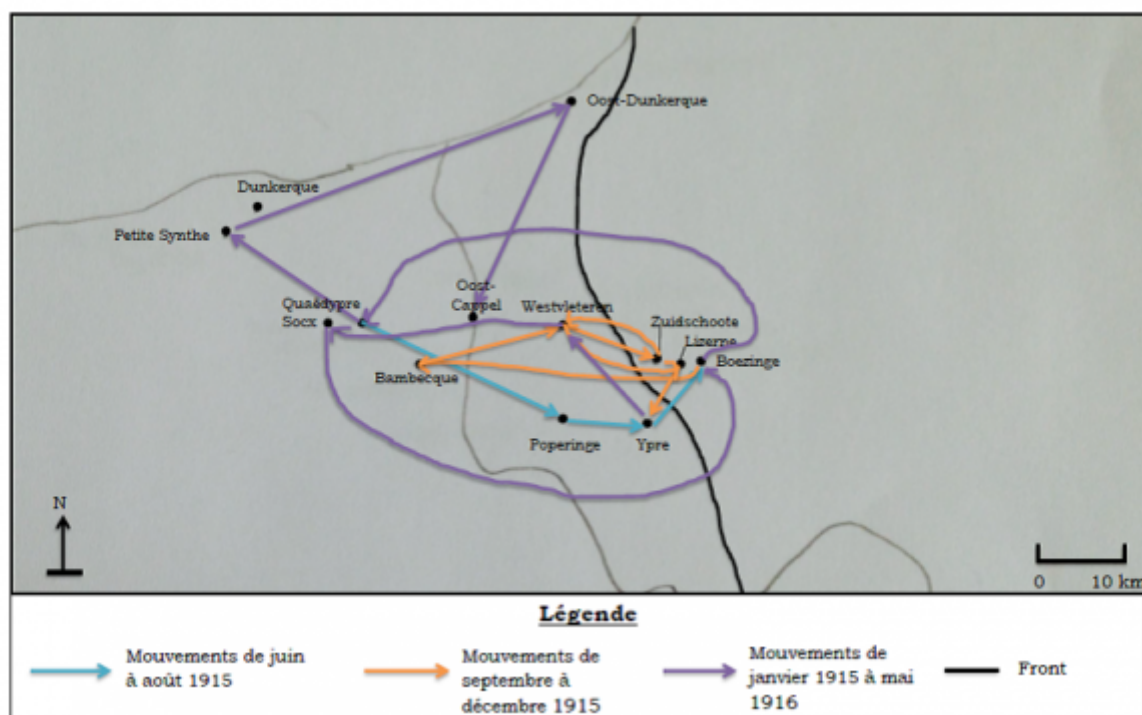 Oost-Dunkerque
Dunkerque
Petite Synthe
Quaëdypre
Socx
Oost-
Cappel
Westvleteren
Zuidschoote
Lizerne
Boezinge
Bambecque
Poperinge
Ypre
N
0 10 km
Légende
Mouvements de juin
à août 1915
Mouvements de
septembre à
décembre 1915
Mouvements de
janvier 1915 à mai
1916
Front